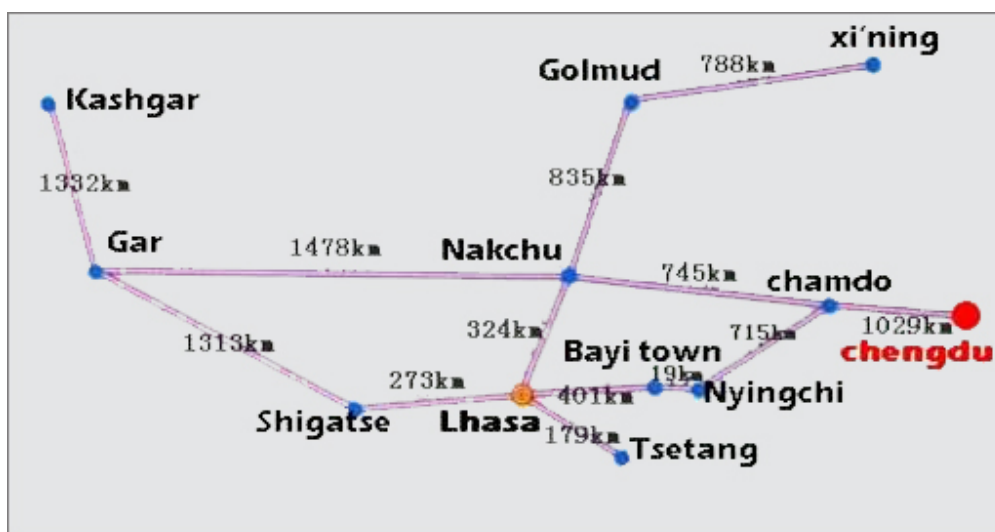 xi'ning
788km
Golmud
Kashgar
1332km
835km
Gar
1478km
Nakchu
745km
chamdo
1029km
chengdu
324km
715km
1313km
Bayi town
19km
273km
401km
Nyingchi
Shigatse
Lhasa
179km
Tsetang